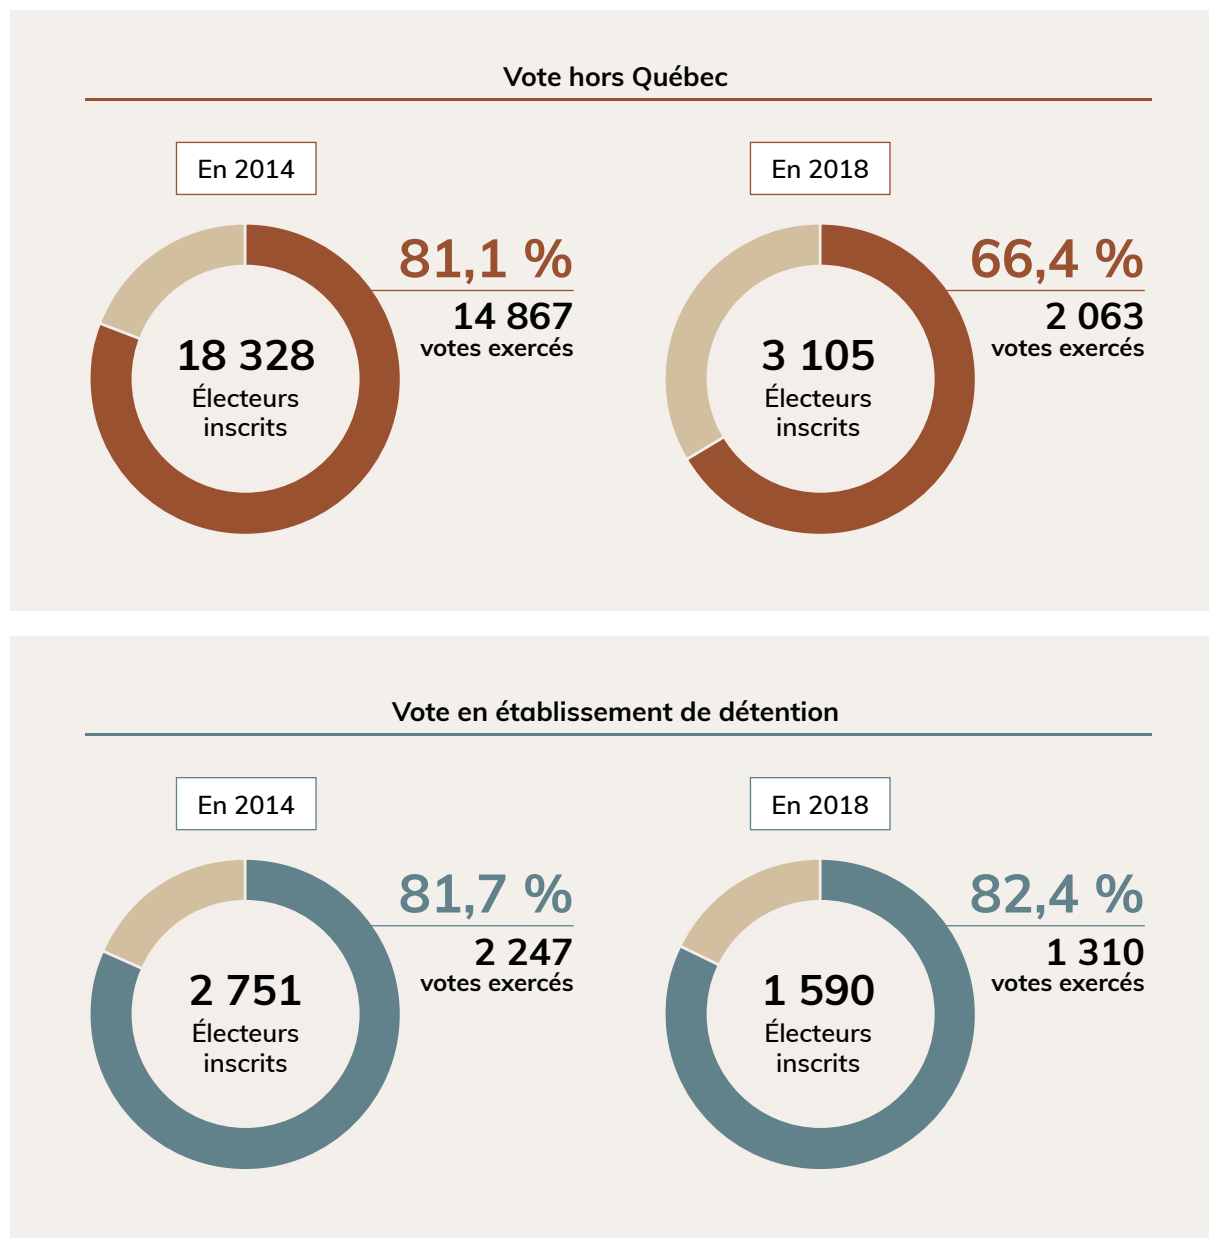 Vote hors Québec
En 2014
81,1 %
14 867
votes exercés
18 328
Électeurs
inscrits
En 2018
66,4 %
2 063
votes exercés
3 105
Électeurs
inscrits
Vote en établissement de détention
En 2014
81,7 %
2 247
votes exercés
2 751
Électeurs
inscrits
En 2018
82,4 %
1 310
votes exercés
1 590
Électeurs
inscrits